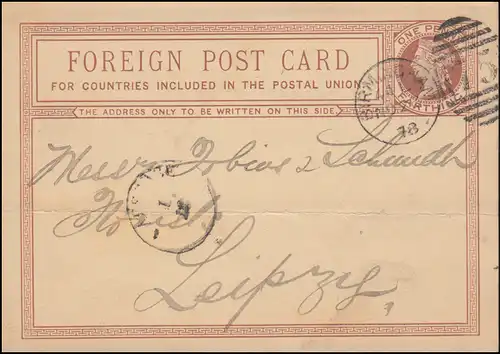 FOREIGN POST CARD
FOR COUNTRIES INCLUDED IN THE POSTAL UNION
THE ADDRESS ONLY TO BE WRITTEN ON THIS SIDE
ONE PENNY
FARTHING
78
Messrs Tobias & Schmidt
Leipzig